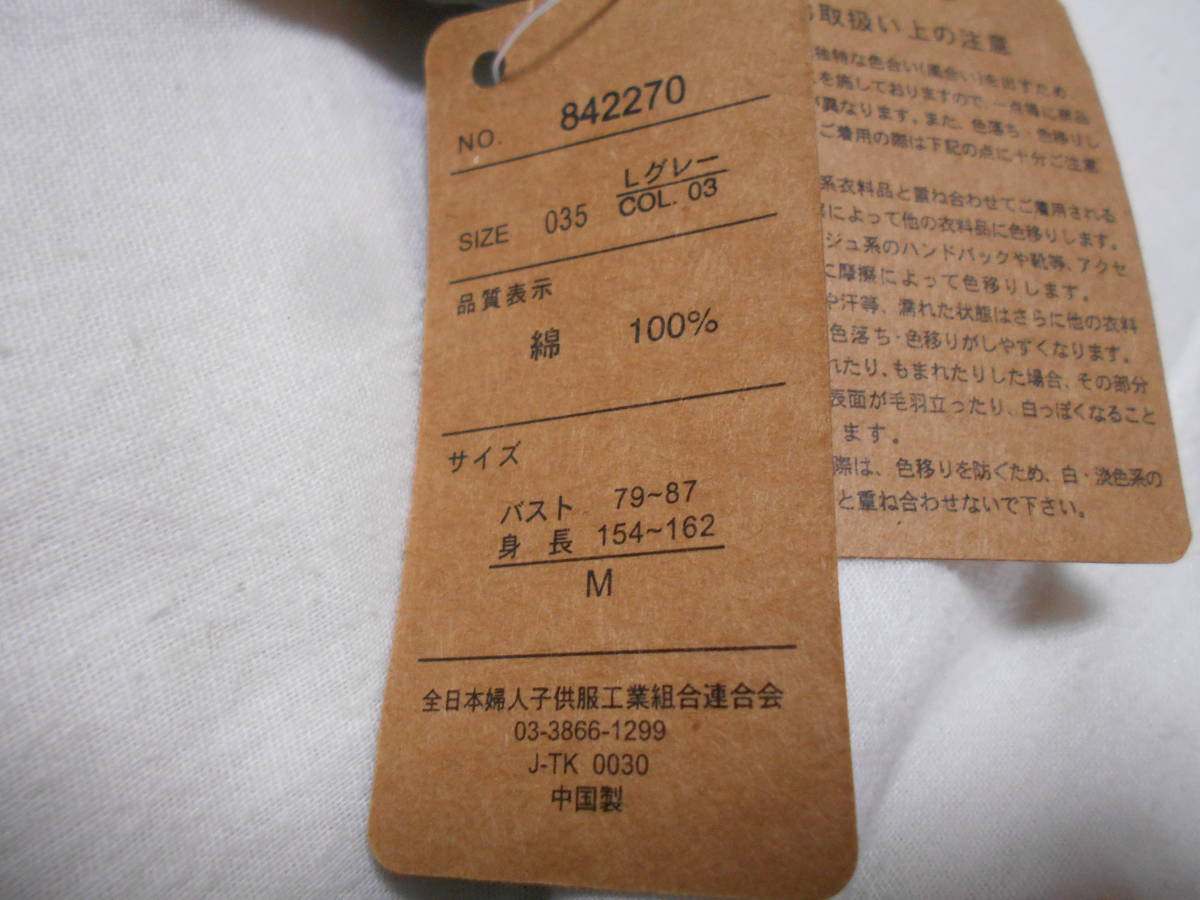 NO. 842270
Lグレー
SIZE 035 COL. 03
品質表示
綿 100%
サイズ
バスト 79~87
身長 154~162
M
全日本婦人子供服工業組合連合会
03-3866-1299
J-TK 0030
中国製
取扱い上の注意
独特な色合い(風合い)を出すため、
を施しておりますので、一点毎に商品
異なります。また、色落ち・色移りし
ご着用の際は下記の点に十分ご注意
系衣料品と重ね合わせてご着用される
によって他の衣料品に色移りします。
ジュ系のハンドバックや靴等、アクセ
に摩擦によって色移りします。
や汗等、濡れた状態はさらに他の衣料
色落ち・色移りがしやずくなります。
れたり、もまれたりした場合、その部分
表面が毛羽立ったり、白っぽくなること
ます。
際は、色移りを防ぐため、白・淡色系の
と重ね合わせないで下さい。